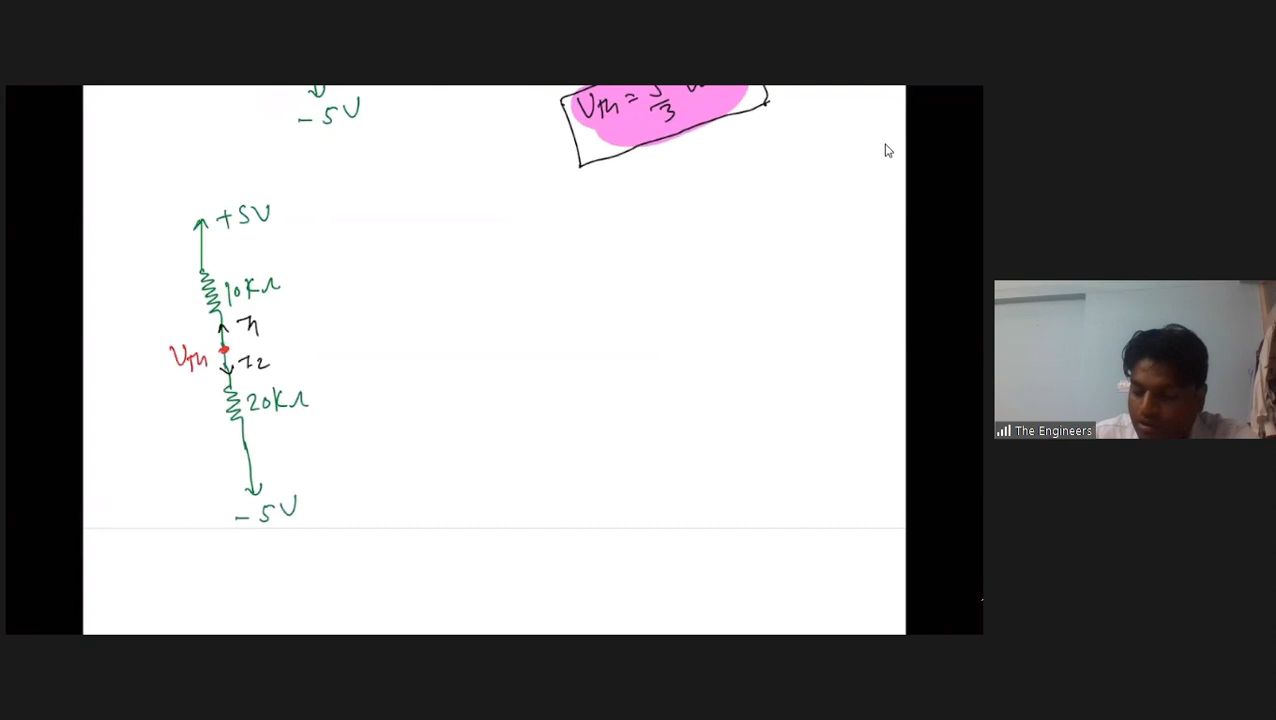 - 5V
Vth = 5/3
+5V
10KΩ
I1
Vth
I2
20KΩ
- 5V
The Engineers